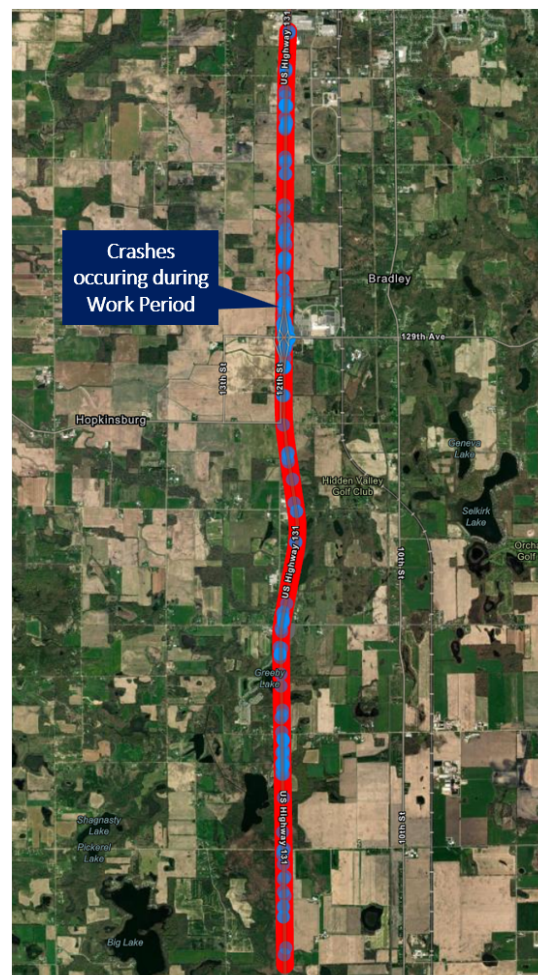 US Highway 131
Crashes
occuring during
Work Period
Bradley
129th Ave
13th St
12th St
Hopkinsburg
Geneva
Lake
Hidden Valley
Golf Club
Selkirk
Lake
US Highway 131
10th St
Golf
Greeby
Lake
US Highway 131
10th St
Shagnasty
Lake
Pickerel
Lake
Big Lake